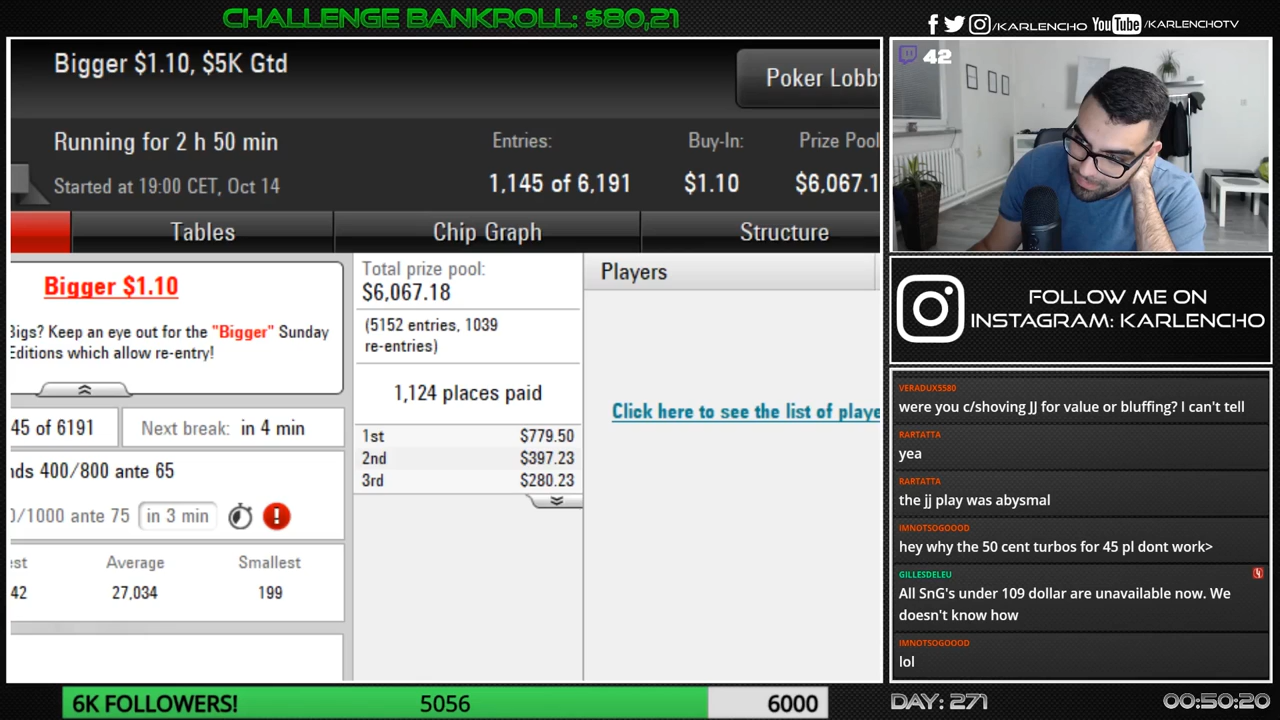 CHALLENGE BANKROLL: $80,21
/KARLENCHO YouTube /KARLENCHOTV
Bigger $1.10, $5K Gtd
Poker Lobby
Running for 2 h 50 min
Started at 19:00 CET, Oct 14
Entries:
1,145 of 6,191
Buy-In:
$1.10
Prize Pool
$6,067.1
Tables
Chip Graph
Structure
Bigger $1.10
Bigs? Keep an eye out for the "Bigger" Sunday
Editions which allow re-entry!
45 of 6191
Next break: in 4 min
nds 400/800 ante 65
0/1000 ante 75 in 3 min
est
Average
Smallest
42
27,034
199
Total prize pool:
$6,067.18
(5152 entries, 1039
re-entries)
1,124 places paid
1st $779.50
2nd $397.23
3rd $280.23
Players
Click here to see the list of playe
42
FOLLOW ME ON
INSTAGRAM: KARLENCHO
VERADUX5580
were you c/shoving JJ for value or bluffing? I can't tell
RARTATTA
yea
RARTATTA
the jj play was abysmal
IMNOTSOGOOOD
hey why the 50 cent turbos for 45 pl dont work>
GILLESDELEU
All SnG's under 109 dollar are unavailable now. We
doesn't know how
IMNOTSOGOOOD
lol
6K FOLLOWERS! 5056 6000
DAY: 271 00:50:20